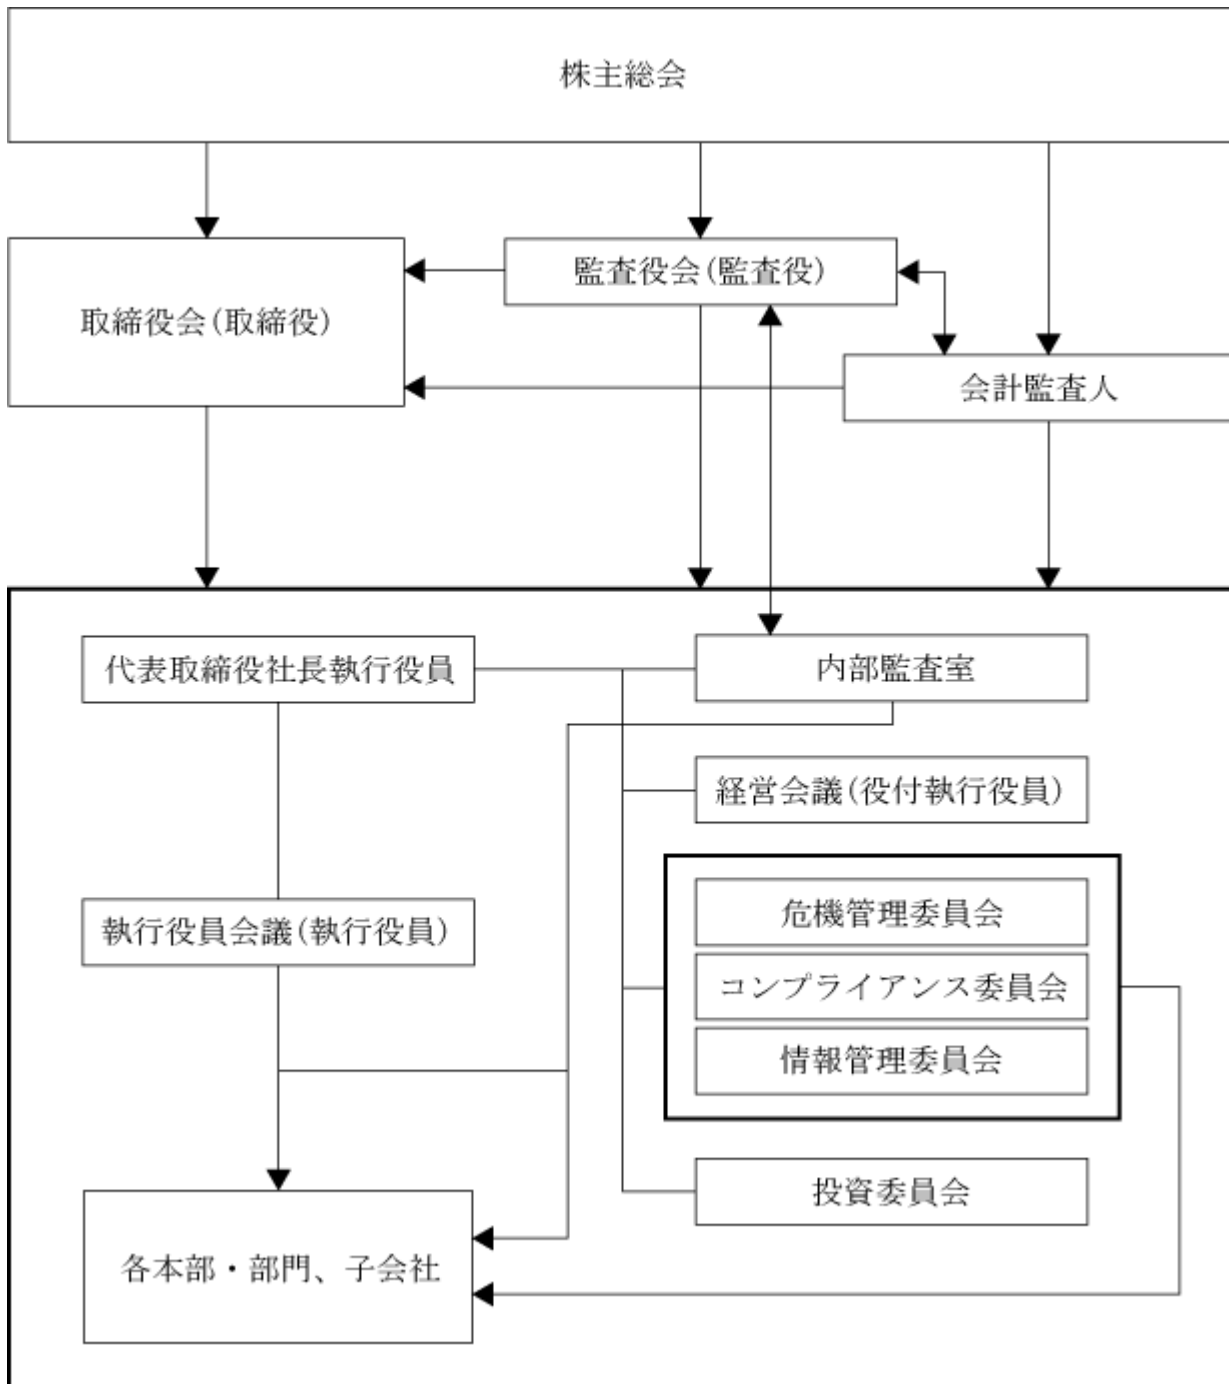 株主総会
監査役会(監査役)
取締役会(取締役)
会計監査人
代表取締役社長執行役員
内部監査室
経営会議(役付執行役員)
危機管理委員会
執行役員会議(執行役員)
コンプライアンス委員会
情報管理委員会
投資委員会
各本部・部門、子会社